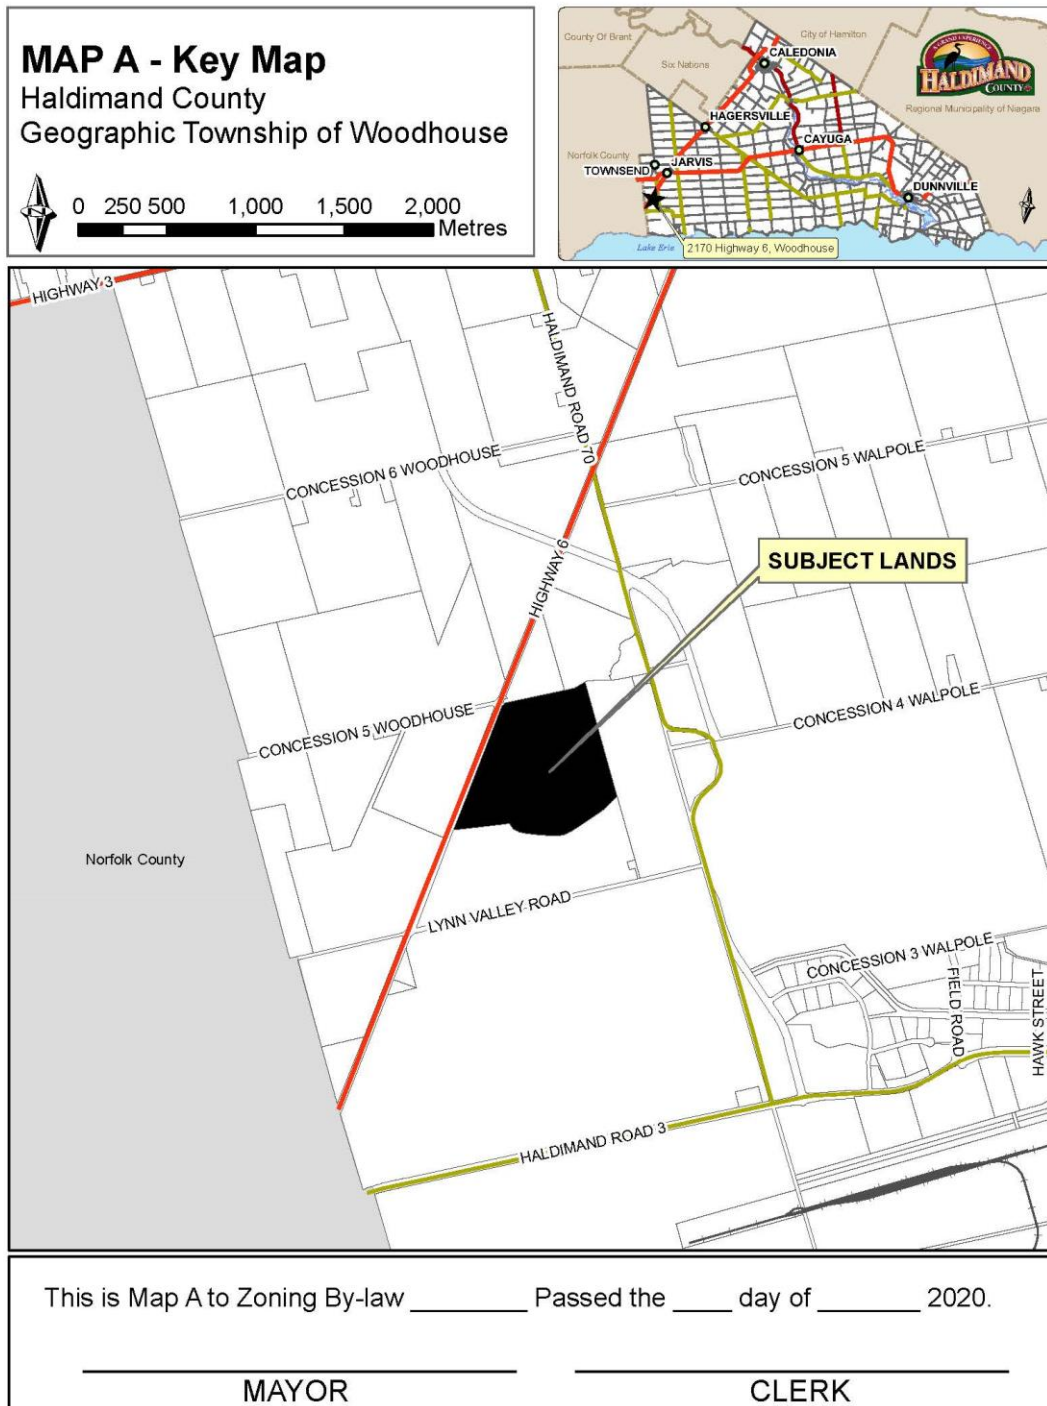 MAP A - Key Map
Haldimand County
Geographic Township of Woodhouse
0 250 500 1,000 1,500 2,000
Metres
County Of Brant
City of Hamilton
CALEDONIA
Six Nations
A GRAND EXPERIENCE
HALDIMAND
COUNTY
Regional Municipality of Niagara
HAGERSVILLE
CAYUGA
Norfolk County
JARVIS
TOWNSEND
DUNNVILLE
Lake Erie
2170 Highway 6, Woodhouse
HIGHWAY 3
HALDIMAND ROAD 70
CONCESSION 6 WOODHOUSE
CONCESSION 5 WALPOLE
HIGHWAY 6
SUBJECT LANDS
CONCESSION 5 WOODHOUSE
CONCESSION 4 WALPOLE
Norfolk County
LYNN VALLEY ROAD
CONCESSION 3 WALPOLE
FIELD ROAD
HAWK STREET
HALDIMAND ROAD 3
This is Map A to Zoning By-law ________ Passed the ____ day of _______ 2020.
MAYOR
CLERK